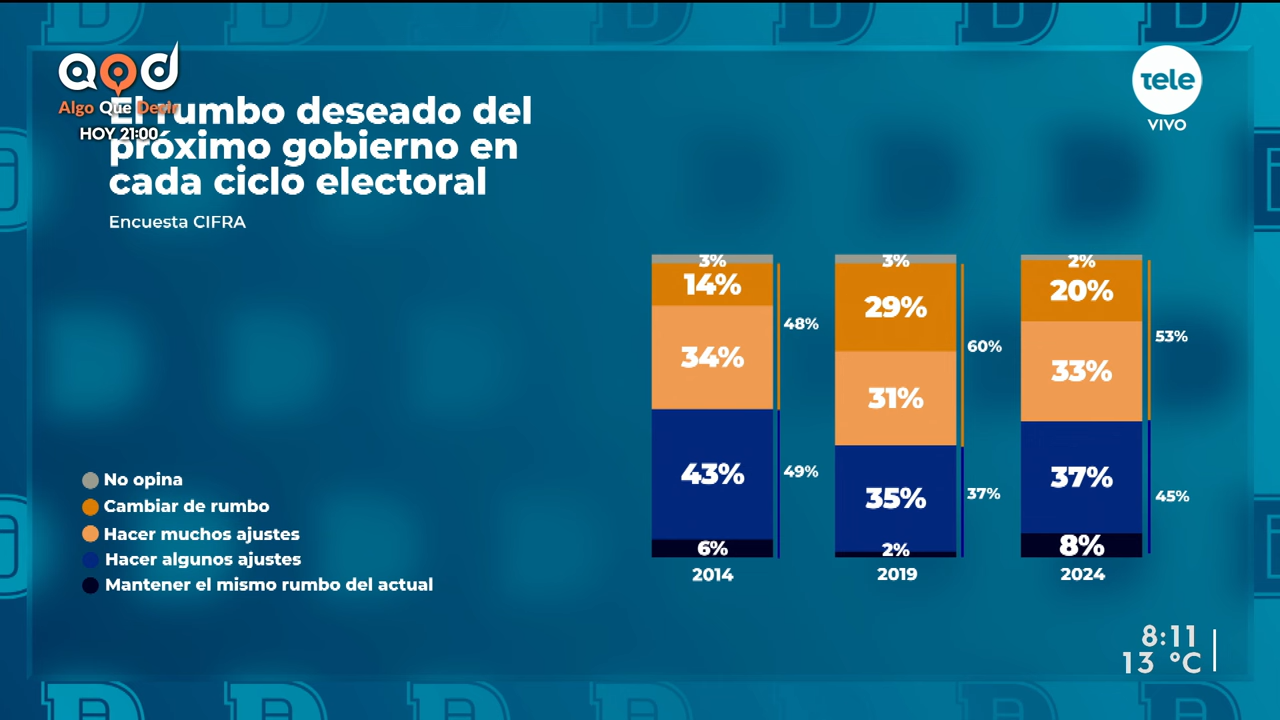 aqd
Algo Que Decir
HOY 21:00
El rumbo deseado del
próximo gobierno en
cada ciclo electoral
Encuesta CIFRA
tele
VIVO
3%
14%
34%
43%
6%
48%
49%
2014
3%
29%
31%
35%
2%
60%
37%
2019
2%
20%
33%
37%
8%
53%
45%
2024
No opina
Cambiar de rumbo
Hacer muchos ajustes
Hacer algunos ajustes
Mantener el mismo rumbo del actual
8:11
13 °C